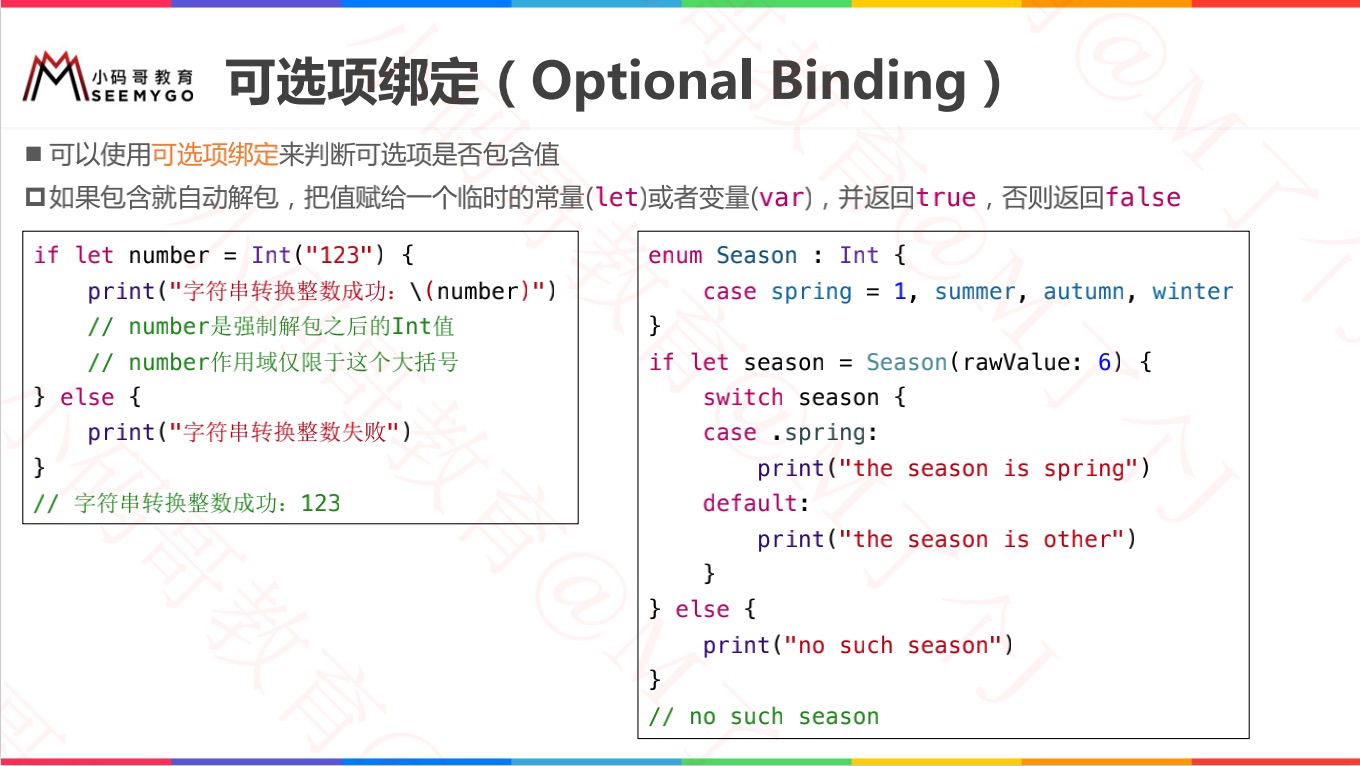 小码哥教育
SEEMYGO
可选项绑定（Optional Binding）
■ 可以使用可选项绑定来判断可选项是否包含值
如果包含就自动解包，把值赋给一个临时的常量(let)或者变量(var)，并返回true，否则返回false
if let number = Int("123") {
    print("字符串转换整数成功：\(number)")
    // number是强制解包之后的Int值
    // number作用域仅限于这个大括号
} else {
    print("字符串转换整数失败")
}
// 字符串转换整数成功：123
enum Season : Int {
    case spring = 1, summer, autumn, winter
}
if let season = Season(rawValue: 6) {
    switch season {
    case .spring:
        print("the season is spring")
    default:
        print("the season is other")
    }
} else {
    print("no such season")
}
// no such season
小码哥教育@M了个J